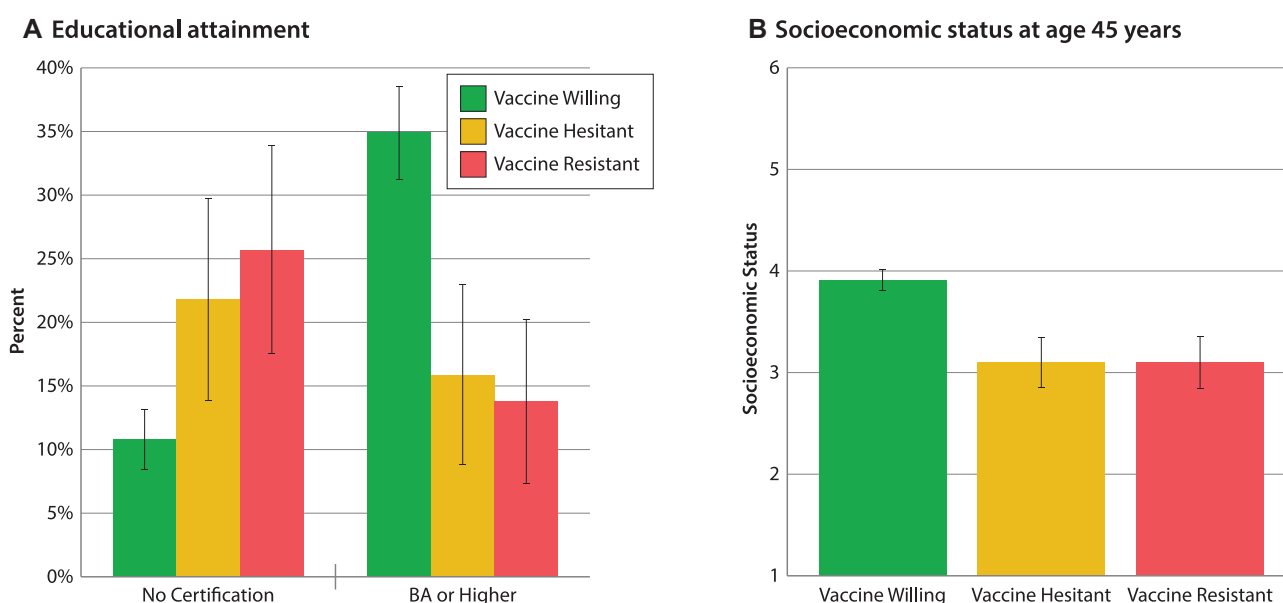 A Educational attainment
40%
35%
30%
25%
20%
15%
10%
5%
0%
Percent
Vaccine Willing
Vaccine Hesitant
Vaccine Resistant
No Certification
BA or Higher
B Socioeconomic status at age 45 years
6
5
4
3
2
1
Socioeconomic Status
Vaccine Willing
Vaccine Hesitant
Vaccine Resistant